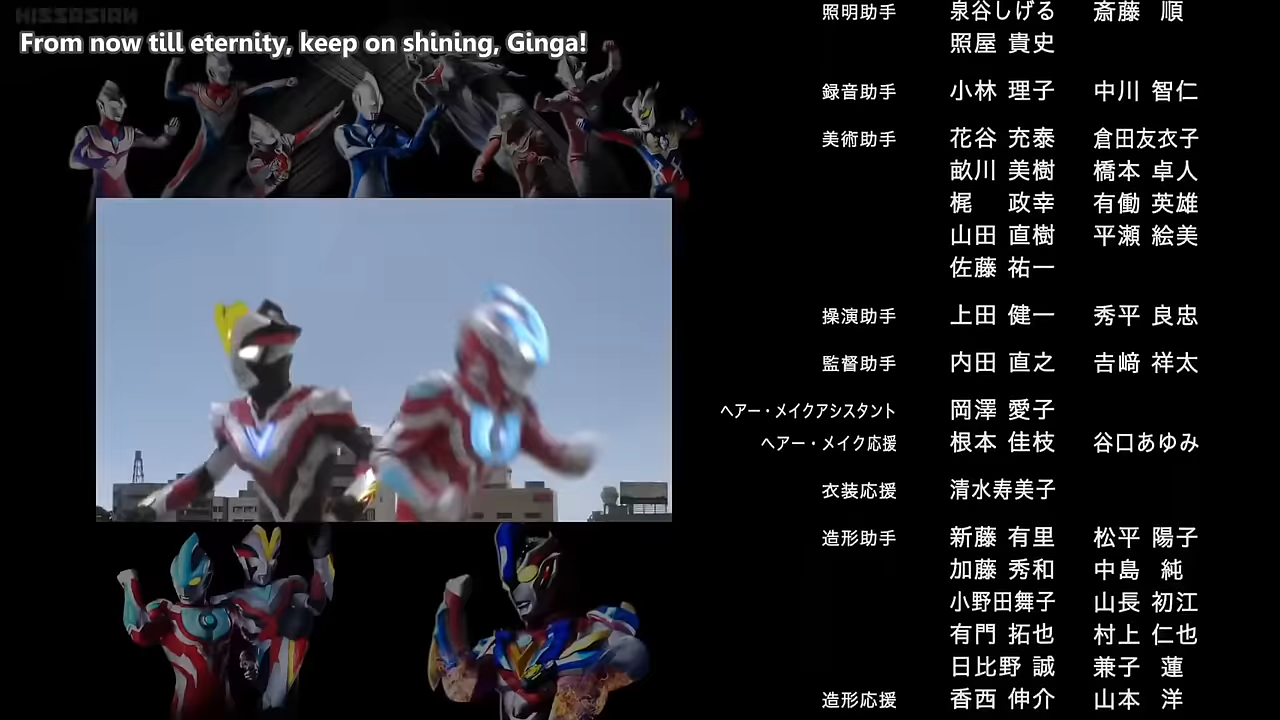 KISSASIAN
From now till eternity, keep on shining, Ginga!
照明助手 泉谷しげる 斎藤 順
照屋 貴史
録音助手 小林 理子 中川 智仁
美術助手 花谷 充泰 倉田友衣子
畝川 美樹 橋本 卓人
梶 政幸 有働 英雄
山田 直樹 平瀬 絵美
佐藤 祐一
操演助手 上田 健一 秀平 良忠
監督助手 内田 直之 𠮷﨑 祥太
ヘアー・メイクアシスタント 岡澤 愛子
ヘアー・メイク応援 根本 佳枝 谷口あゆみ
衣装応援 清水寿美子
造形助手 新藤 有里 松平 陽子
加藤 秀和 中島 純
小野田舞子 山長 初江
有門 拓也 村上 仁也
日比野 誠 兼子 蓮
造形応援 香西 伸介 山本 洋